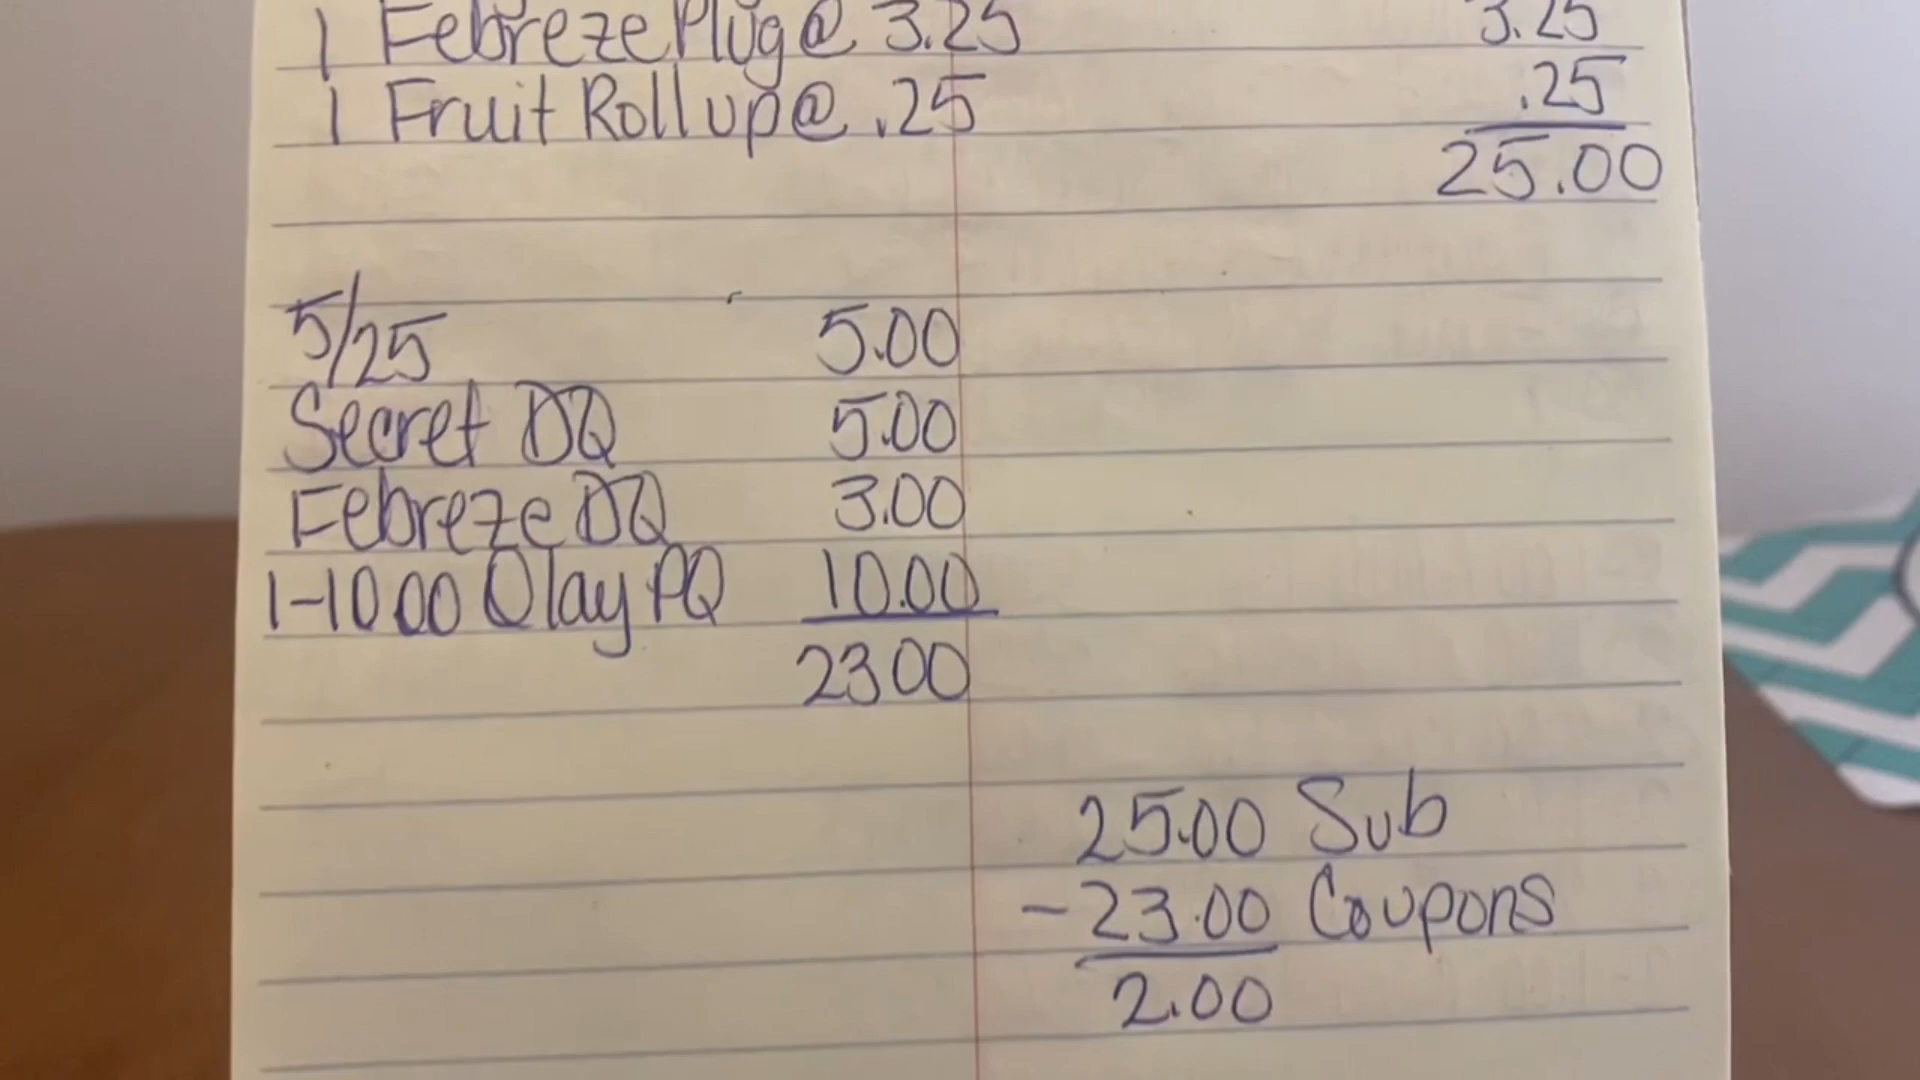 1 Febreze Plug @ 3.25 3.25
1 Fruit Roll up @ .25 .25
25.00
5/25 5.00
Secret DQ 5.00
Febreze DQ 3.00
1-10.00 Olay PQ 10.00
23.00
25.00 Sub
-23.00 Coupons
2.00